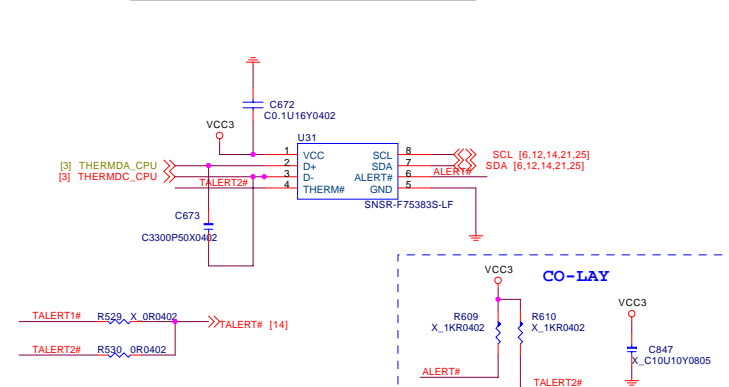 C672
C0.1U16Y0402
VCC3
U31
1 VCC SCL 8
2 D+ SDA 7
3 D- ALERT# 6
4 THERM# GND 5
SNSR-F75383S-LF
[3] THERMDA_CPU
[3] THERMDC_CPU
TALERT2#
SCL [6,12,14,21,25]
SDA [6,12,14,21,25]
ALERT#
C673
C3300P50X0402
TALERT1# R529 X_0R0402
TALERT# [14]
TALERT2# R530 0R0402
CO-LAY
VCC3
R609
X_1KR0402
R610
X_1KR0402
VCC3
C847
X_C10U10Y0805
ALERT#
TALERT2#